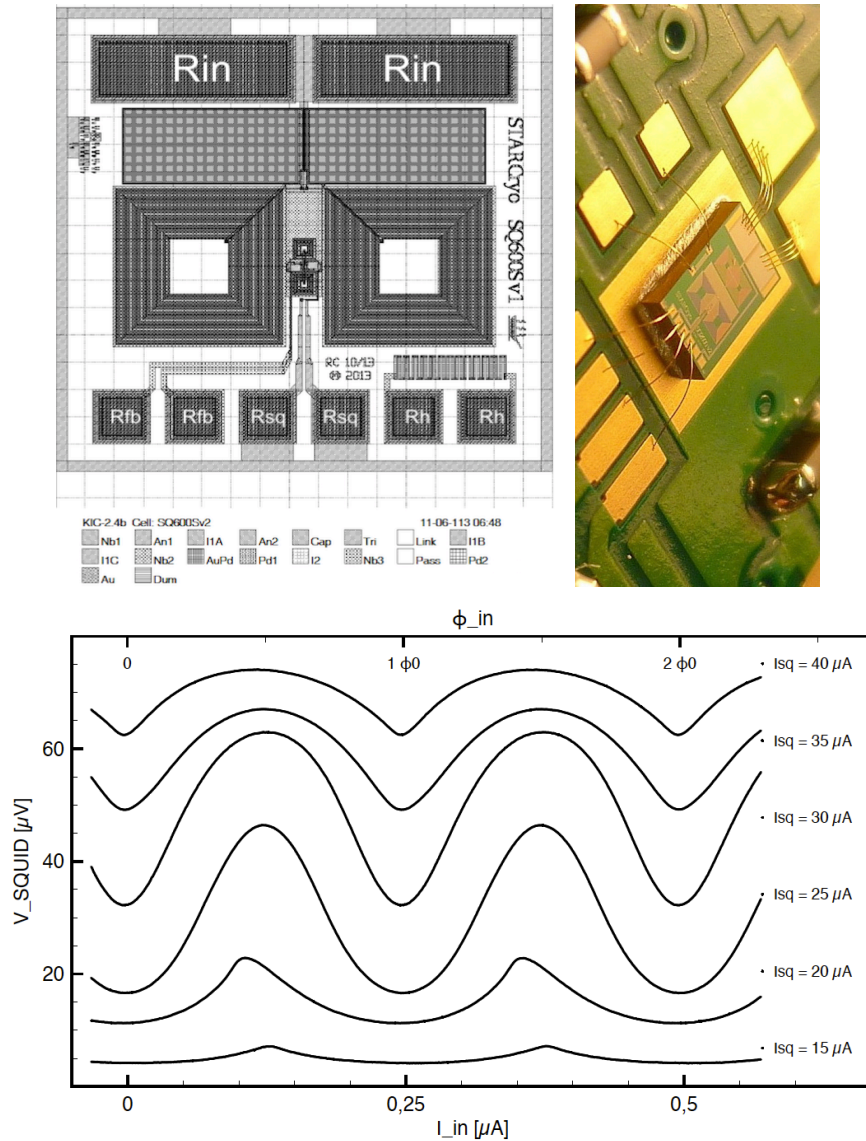 Rin Rin
STARCryo SQ600Sv1
RC 10/13
℗ 2013
Rfb Rfb Rsq Rsq Rh Rh
KIC-2.4b Cell: SQ600Sv2 11-06-113 06:48
Nb1 An1 I1A An2 Cap Tri Link I1B
I1C Nb2 AuPd Pd1 I2 Nb3 Pass Pd2
Au Dum
ϕ_in
0 1 ϕ0 2 ϕ0
Isq = 40 µA
Isq = 35 µA
Isq = 30 µA
Isq = 25 µA
Isq = 20 µA
Isq = 15 µA
60
40
20
V_SQUID [µV]
0 0,25 0,5
I_in [µA]